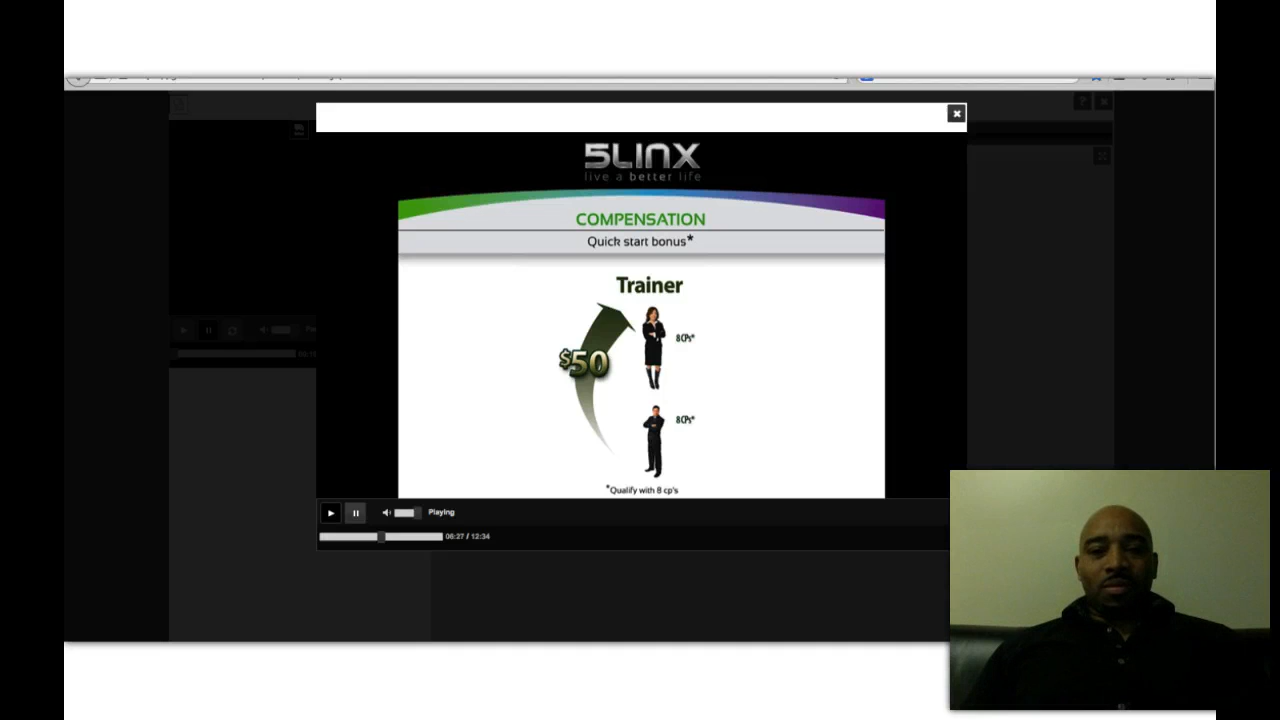 5LINX
live a better life
COMPENSATION
Quick start bonus*
Trainer
8CPs*
$50
8CPs*
*Qualify with 8 cp's
Playing
06:27 / 12:34